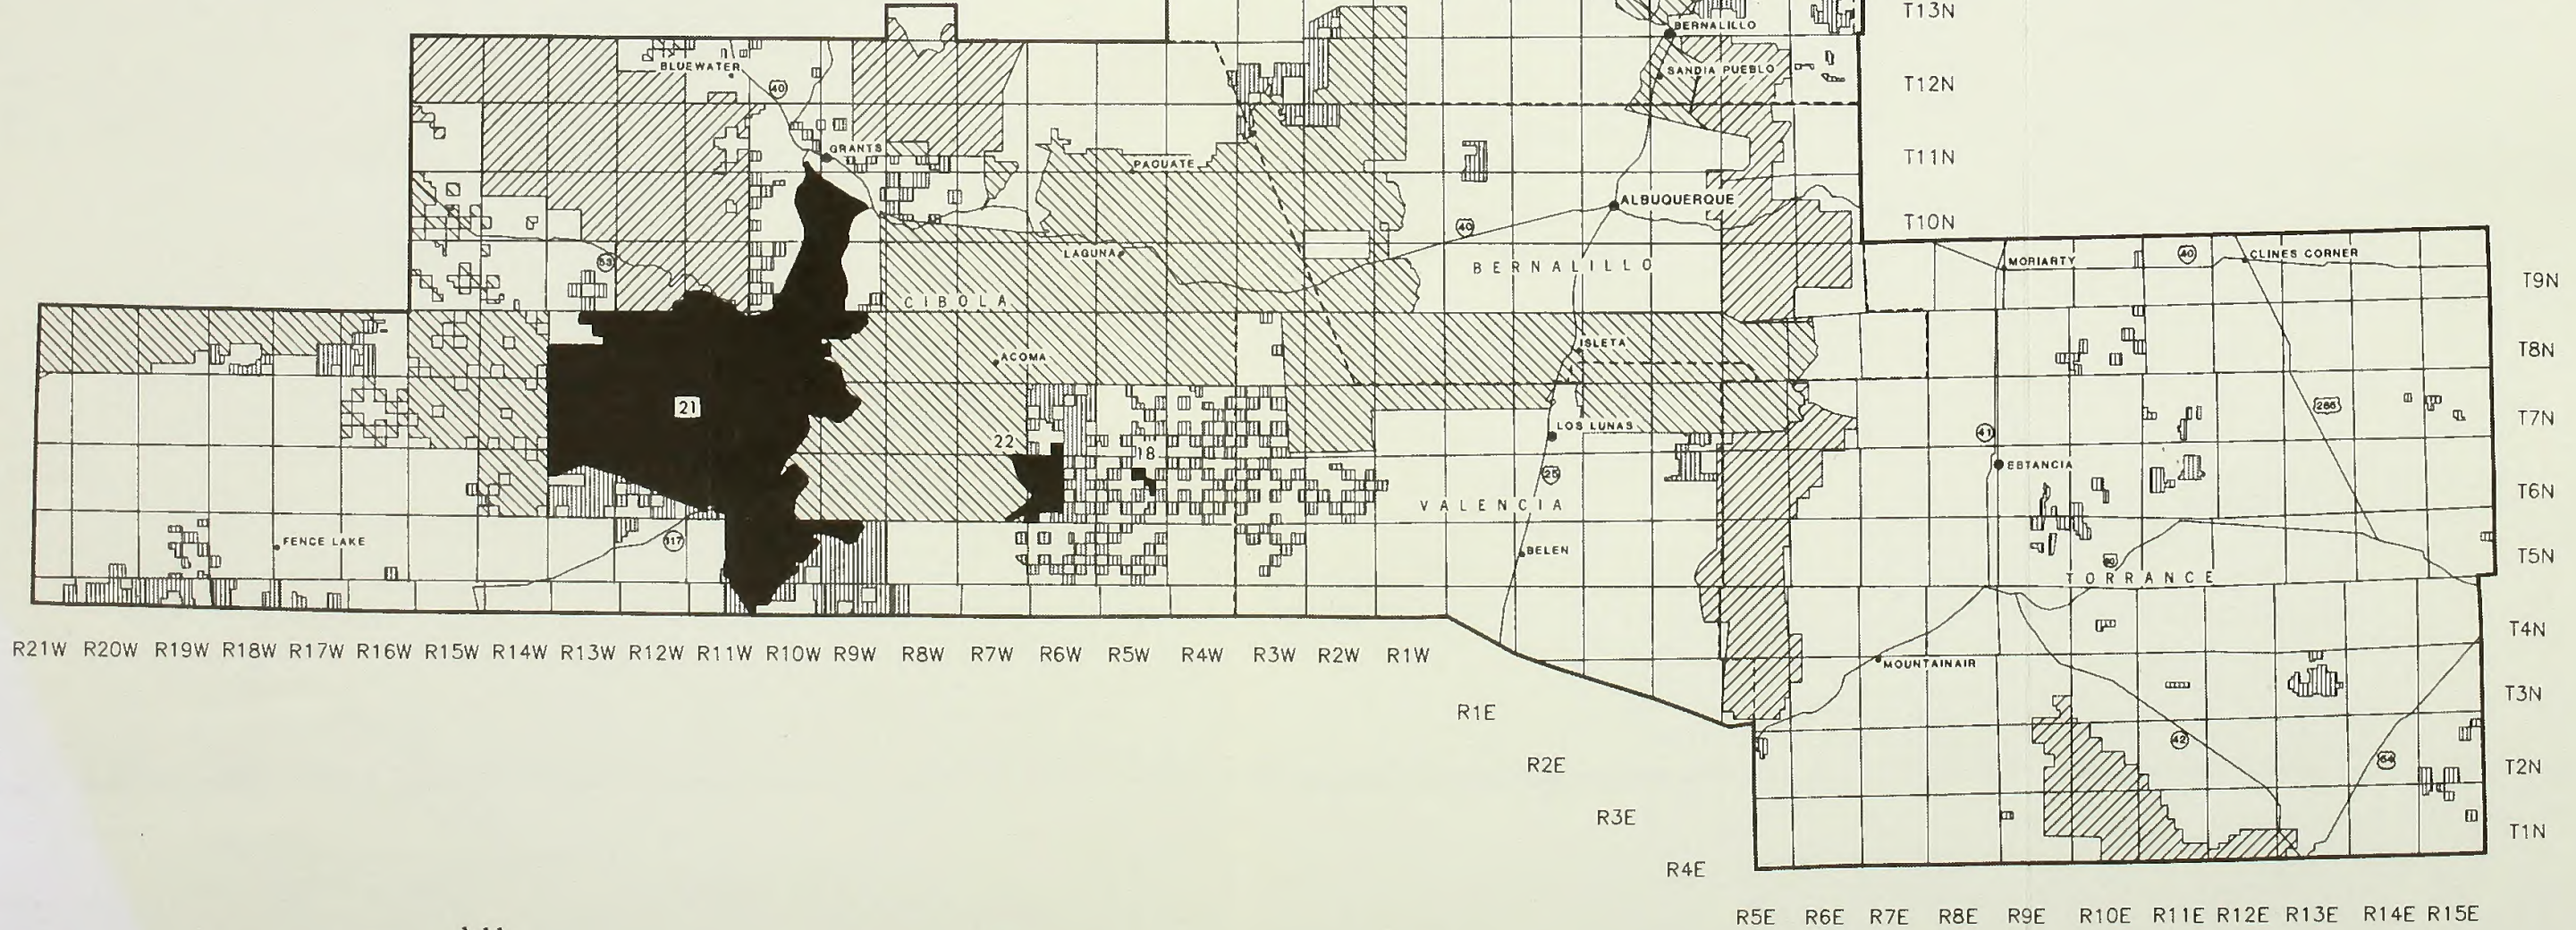 T13N
BERNALILLO
BLUEWATER
SANDIA PUEBLO
T12N
40
GRANTS
PAQUATE
T11N
ALBUQUERQUE
T10N
40
LAGUNA
BERNALILLO
53
MORIARTY
40
CLINES CORNER
T9N
CIBOLA
ISLETA
ACOMA
T8N
21
285
T7N
22
LOS LUNAS
41
18
ESTANCIA
25
T6N
VALENCIA
FENCE LAKE
117
BELEN
60
T5N
TORRANCE
T4N
R21W R20W R19W R18W R17W R16W R15W R14W R13W R12W R11W R10W R9W R8W R7W R6W R5W R4W R3W R2W R1W
MOUNTAINAIR
T3N
R1E
42
54
R2E
T2N
R3E
T1N
R4E
R5E R6E R7E R8E R9E R10E R11E R12E R13E R14E R15E